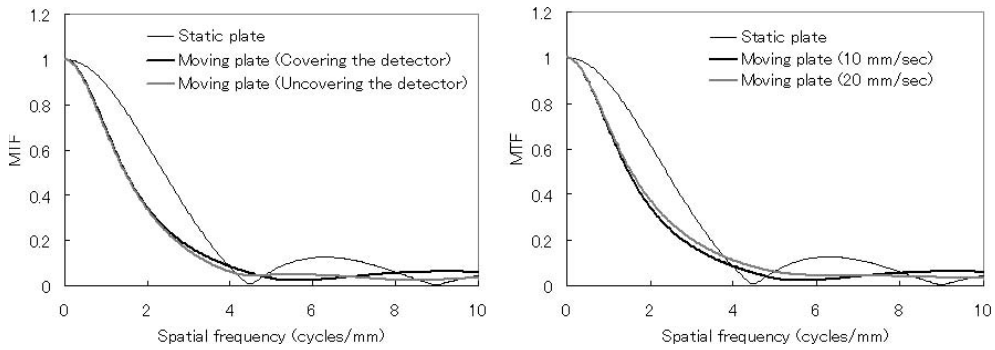 1.2
1
0.8
0.6
0.4
0.2
0
MTF
Static plate
Moving plate (Covering the detector)
Moving plate (Uncovering the detector)
0 2 4 6 8 10
Spatial frequency (cycles/mm)
1.2
1
0.8
0.6
0.4
0.2
0
MTF
Static plate
Moving plate (10 mm/sec)
Moving plate (20 mm/sec)
0 2 4 6 8 10
Spatial frequency (cycles/mm)